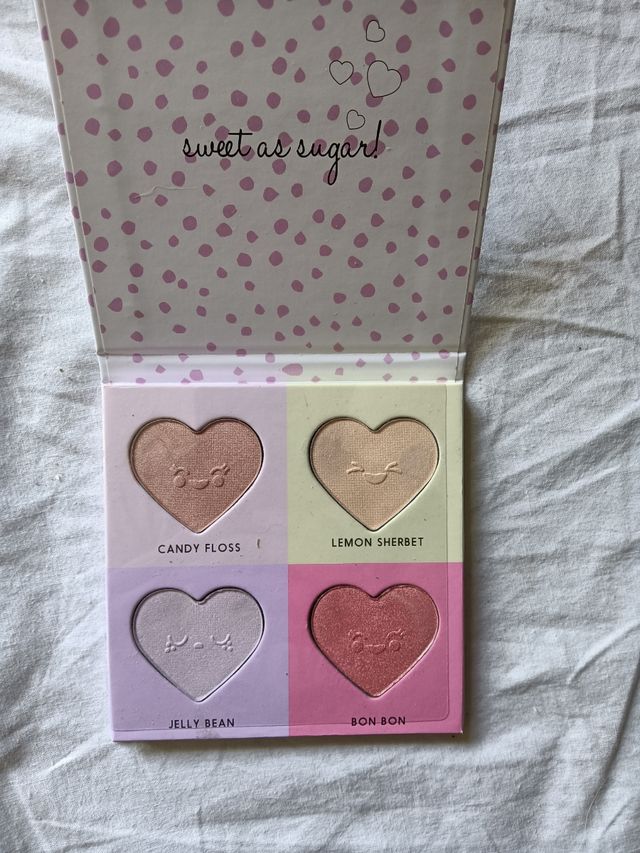 sweet as sugar!
CANDY FLOSS
LEMON SHERBET
JELLY BEAN
BON BON